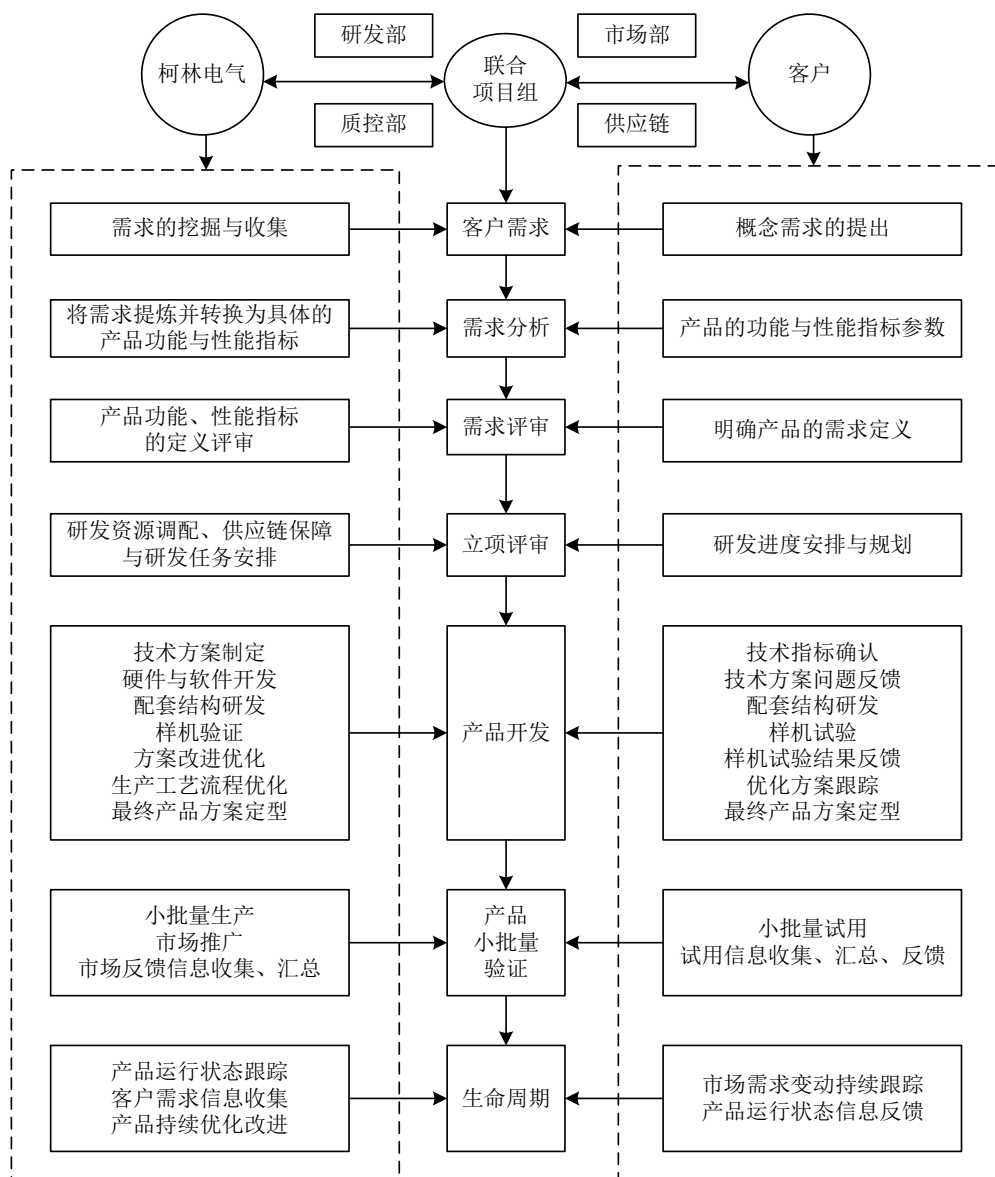 研发部
市场部
柯林电气
联合
项目组
客户
质控部
供应链
需求的挖掘与收集
客户需求
概念需求的提出
将需求提炼并转换为具体的
产品功能与性能指标
需求分析
产品的功能与性能指标参数
产品功能、性能指标
的定义评审
需求评审
明确产品的需求定义
研发资源调配、供应链保障
与研发任务安排
立项评审
研发进度安排与规划
技术方案制定
硬件与软件开发
配套结构研发
样机验证
方案改进优化
生产工艺流程优化
最终产品方案定型
产品开发
技术指标确认
技术方案问题反馈
配套结构研发
样机试验
样机试验结果反馈
优化方案跟踪
最终产品方案定型
小批量生产
市场推广
市场反馈信息收集、汇总
产品
小批量
验证
小批量试用
试用信息收集、汇总、反馈
产品运行状态跟踪
客户需求信息收集
产品持续优化改进
生命周期
市场需求变动持续跟踪
产品运行状态信息反馈